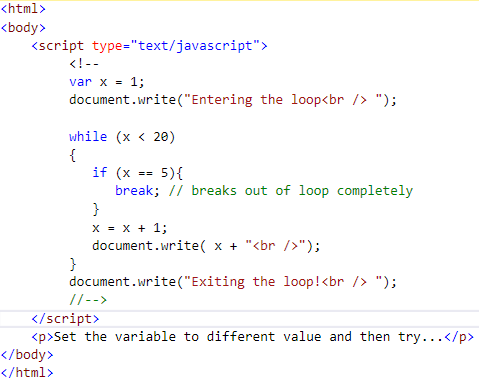 <html>
<body>
<script type="text/javascript">
<!--
var x = 1;
document.write("Entering the loop<br /> ");
while (x < 20)
{
if (x == 5){
break; // breaks out of loop completely
}
x = x + 1;
document.write( x + "<br />");
}
document.write("Exiting the loop!<br /> ");
//-->
</script>
<p>Set the variable to different value and then try...</p>
</body>
</html>